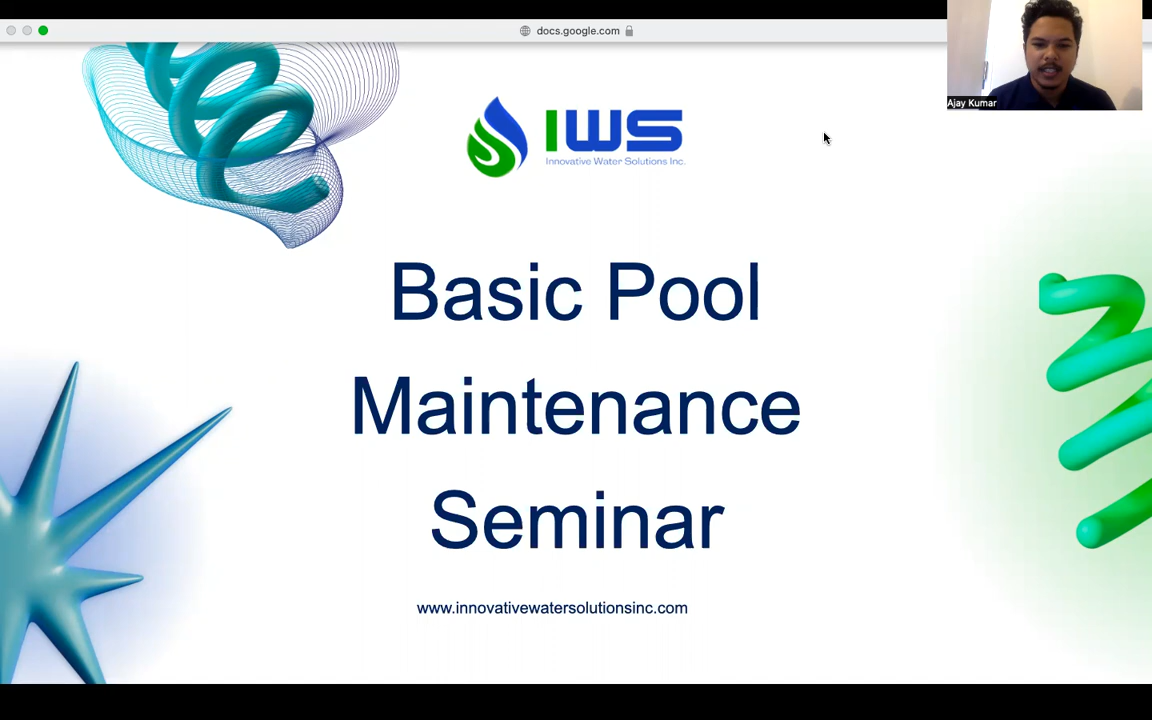 docs.google.com
Ajay Kumar
IWS
Innovative Water Solutions Inc.
Basic Pool
Maintenance
Seminar
www.innovativewatersolutionsinc.com